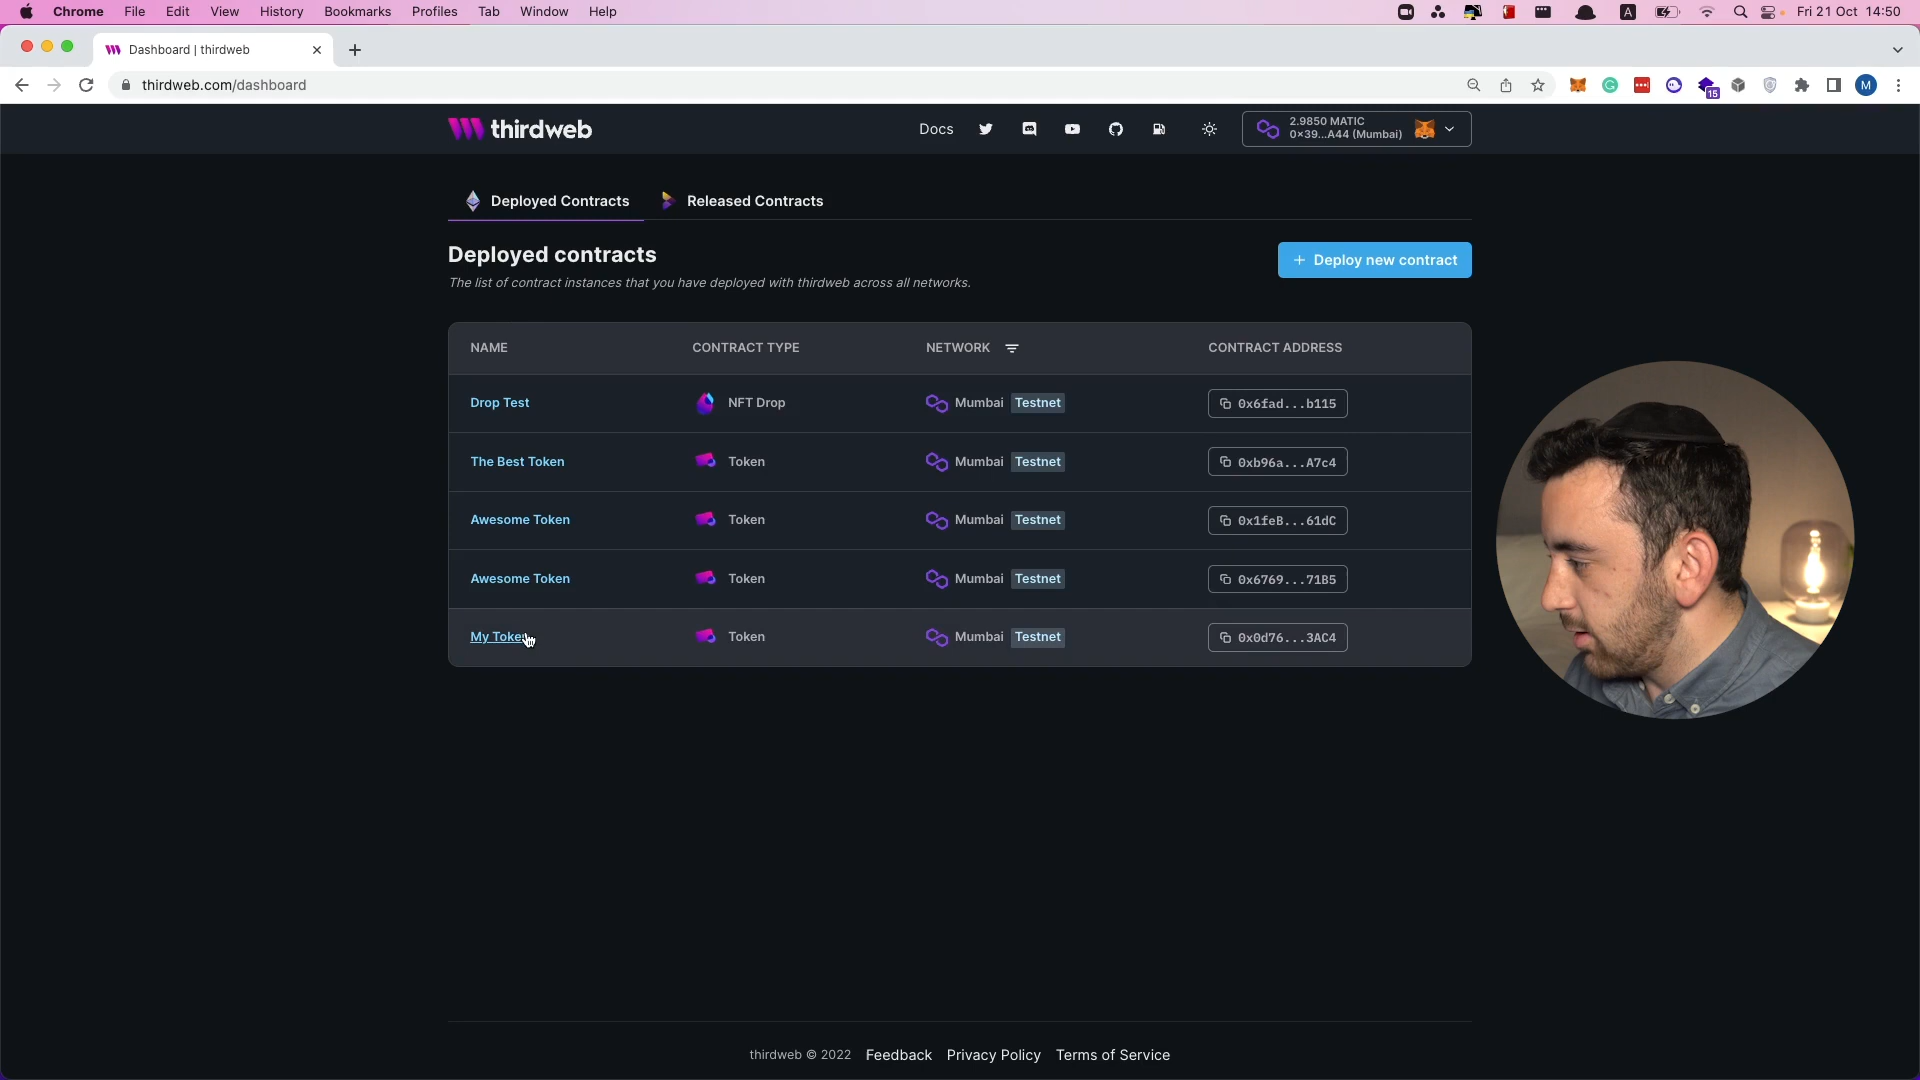 Chrome File Edit View History Bookmarks Profiles Tab Window Help A Fri 21 Oct 14:50
Dashboard | thirdweb
thirdweb.com/dashboard 15 M
thirdweb Docs 2.9850 MATIC
0x39...A44 (Mumbai)
Deployed Contracts Released Contracts
Deployed contracts + Deploy new contract
The list of contract instances that you have deployed with thirdweb across all networks.
NAME CONTRACT TYPE NETWORK CONTRACT ADDRESS
Drop Test NFT Drop Mumbai Testnet 0x6fad...b115
The Best Token Token Mumbai Testnet 0xb96a...A7c4
Awesome Token Token Mumbai Testnet 0x1feB...61dC
Awesome Token Token Mumbai Testnet 0x6769...71B5
My Token Token Mumbai Testnet 0x0d76...3AC4
thirdweb © 2022 Feedback Privacy Policy Terms of Service